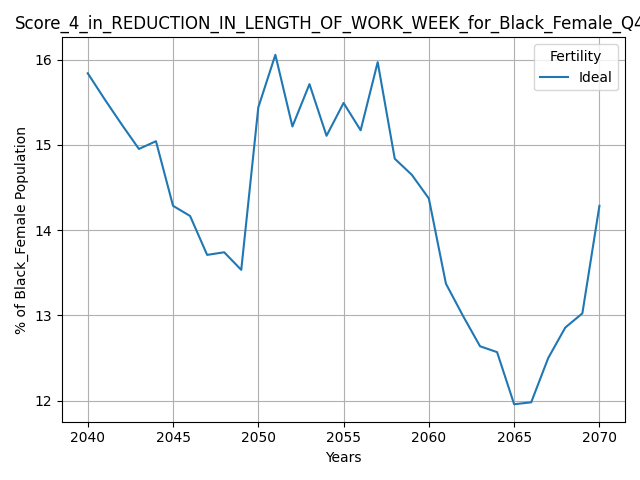 Score_4_in_REDUCTION_IN_LENGTH_OF_WORK_WEEK_for_Black_Female_Q4
Fertility
Ideal
% of Black_Female Population
16
15
14
13
12
2040 2045 2050 2055 2060 2065 2070
Years